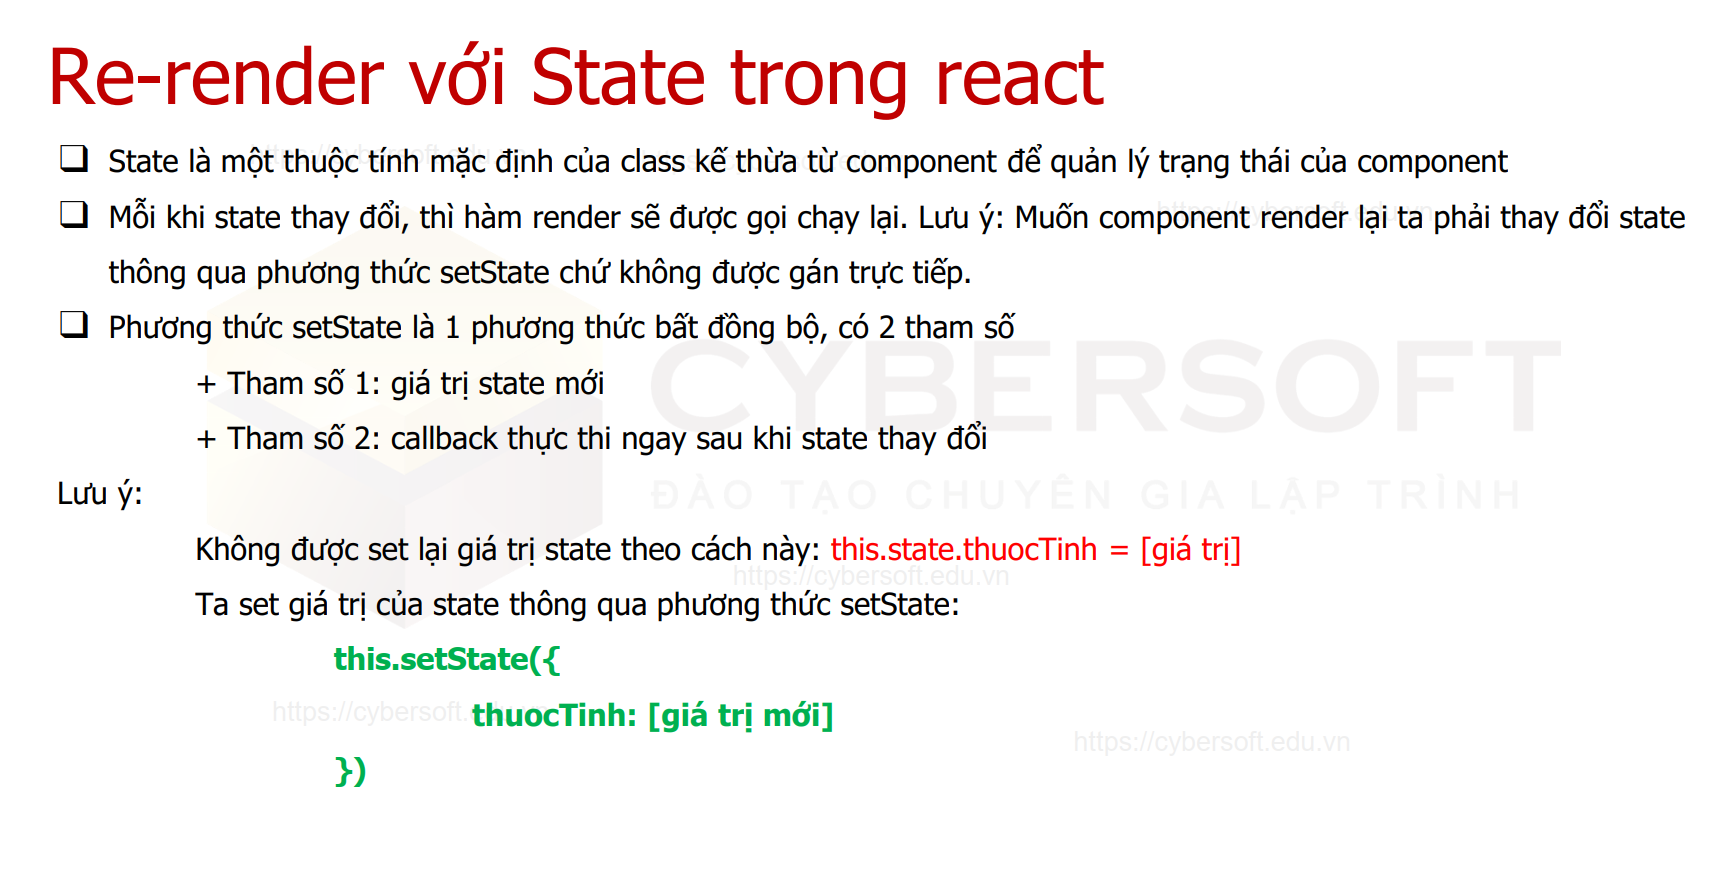 Re-render với State trong react
❑ State là một thuộc tính mặc định của class kế thừa từ component để quản lý trạng thái của component
❑ Mỗi khi state thay đổi, thì hàm render sẽ được gọi chạy lại. Lưu ý: Muốn component render lại ta phải thay đổi state
thông qua phương thức setState chứ không được gán trực tiếp.
❑ Phương thức setState là 1 phương thức bất đồng bộ, có 2 tham số
+ Tham số 1: giá trị state mới
+ Tham số 2: callback thực thi ngay sau khi state thay đổi
CYBERSOFT
ĐÀO TẠO CHUYÊN GIA LẬP TRÌNH
Lưu ý:
Không được set lại giá trị state theo cách này: this.state.thuocTinh = [giá trị]
https://cybersoft.edu.vn
Ta set giá trị của state thông qua phương thức setState:
this.setState({
thuocTinh: [giá trị mới]
https://cybersoft.edu.vn
})